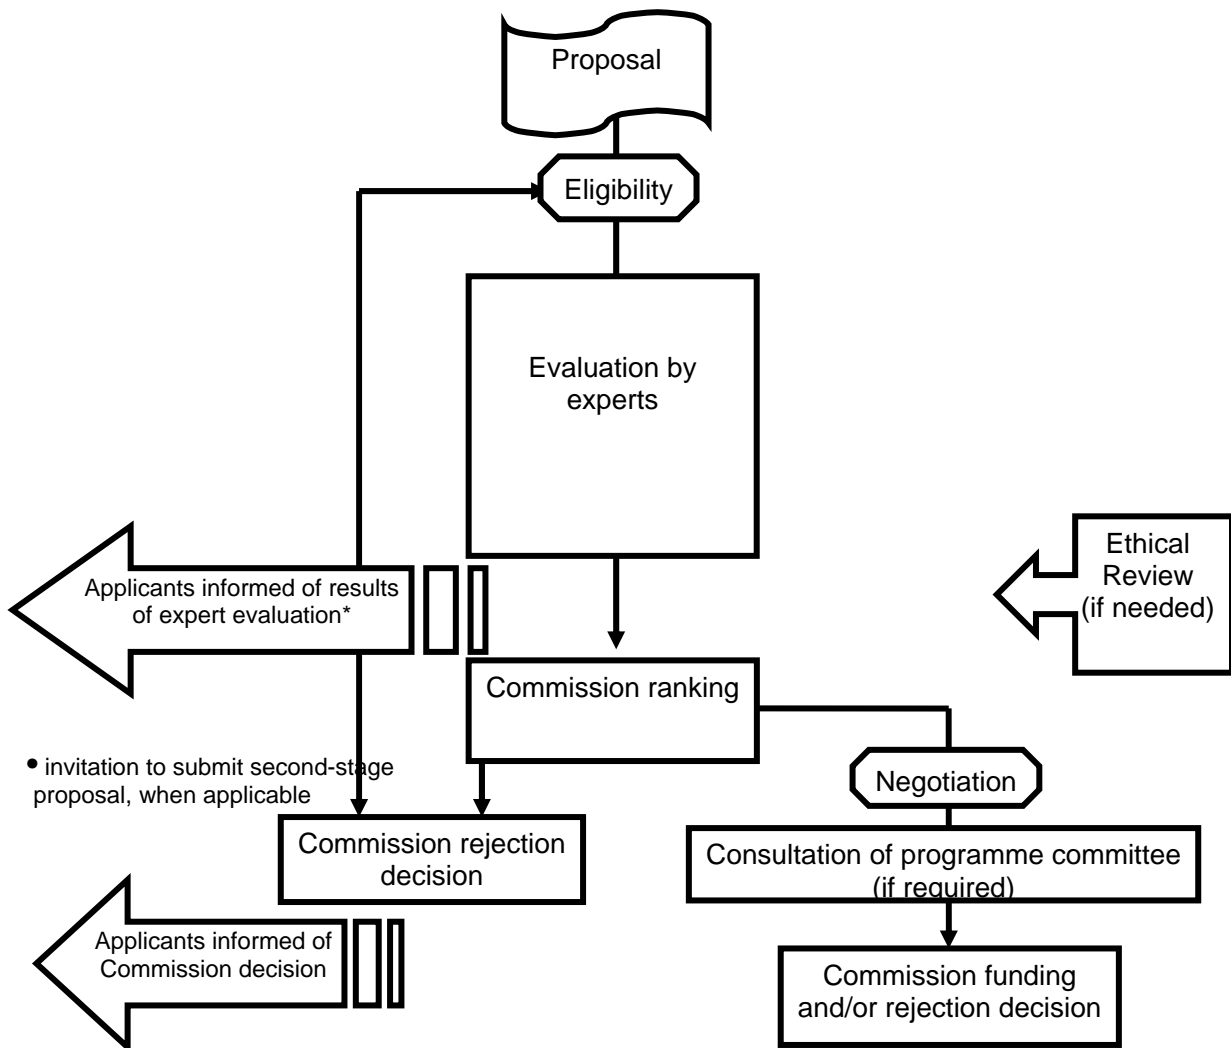 Proposal
Eligibility
Evaluation by
experts
Applicants informed of results
of expert evaluation*
Ethical
Review
(if needed)
Commission ranking
• invitation to submit second-stage
proposal, when applicable
Negotiation
Commission rejection
decision
Consultation of programme committee
(if required)
Applicants informed of
Commission decision
Commission funding
and/or rejection decision